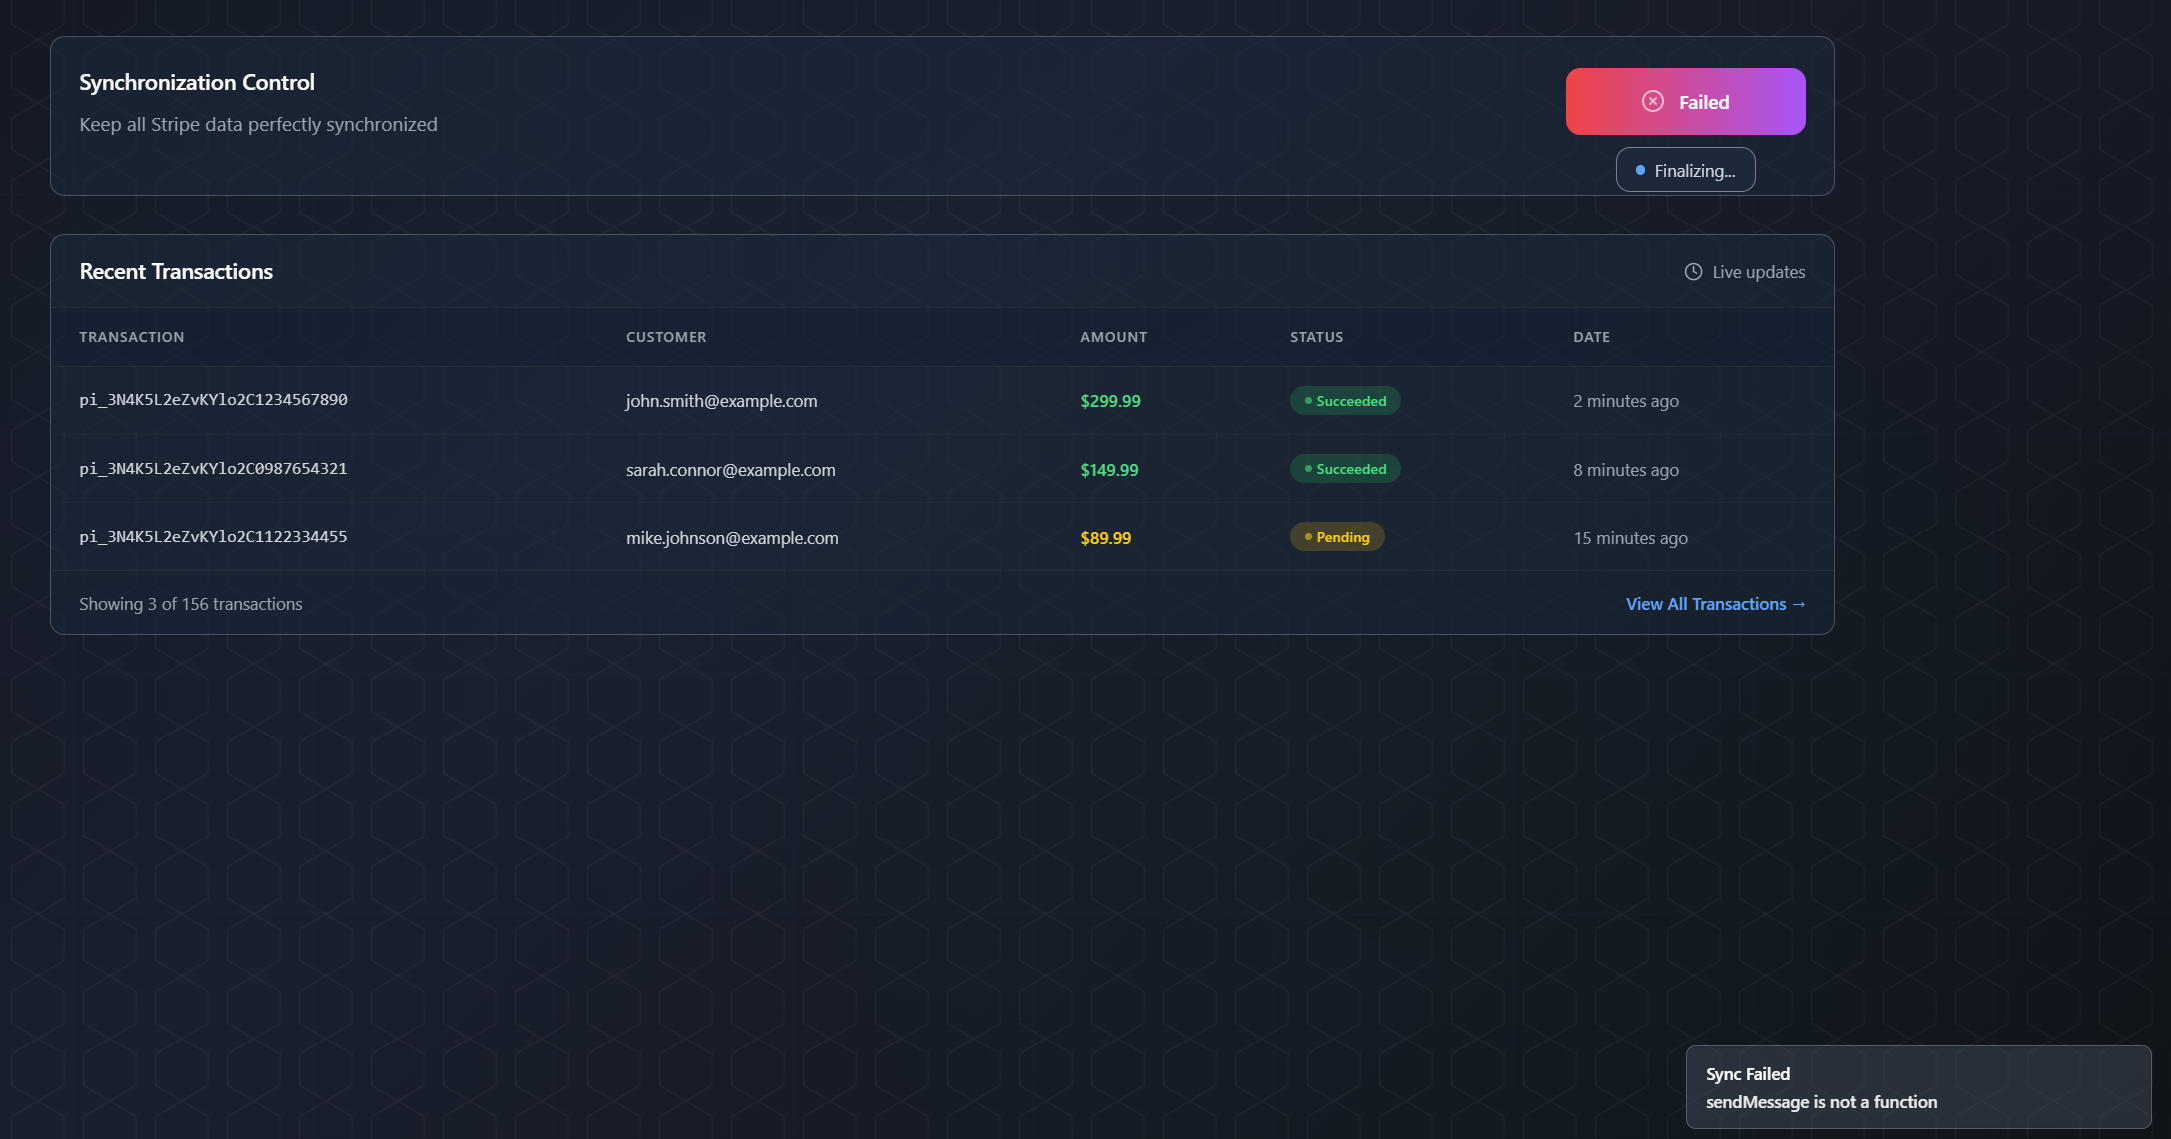 Synchronization Control
Keep all Stripe data perfectly synchronized
Failed
Finalizing...
Recent Transactions
Live updates
TRANSACTION CUSTOMER AMOUNT STATUS DATE
pi_3N4K5L2eZvKYlo2C1234567890 john.smith@example.com $299.99 Succeeded 2 minutes ago
pi_3N4K5L2eZvKYlo2C0987654321 sarah.connor@example.com $149.99 Succeeded 8 minutes ago
pi_3N4K5L2eZvKYlo2C1122334455 mike.johnson@example.com $89.99 Pending 15 minutes ago
Showing 3 of 156 transactions
View All Transactions →
Sync Failed
sendMessage is not a function